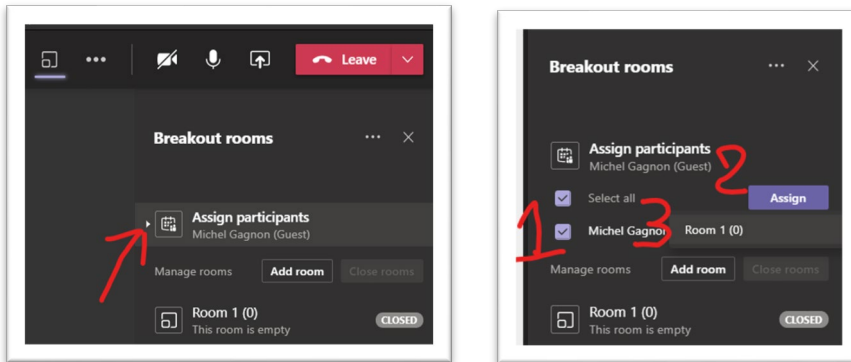 Leave
Breakout rooms
Assign participants
Michel Gagnon (Guest)
Manage rooms Add room Close rooms
Room 1 (0)
This room is empty CLOSED
Breakout rooms
Assign participants
Michel Gagnon (Guest)
2
Select all Assign
1 Michel Gagnon 3 Room 1 (0)
Manage rooms Add room Close rooms
Room 1 (0)
This room is empty CLOSED